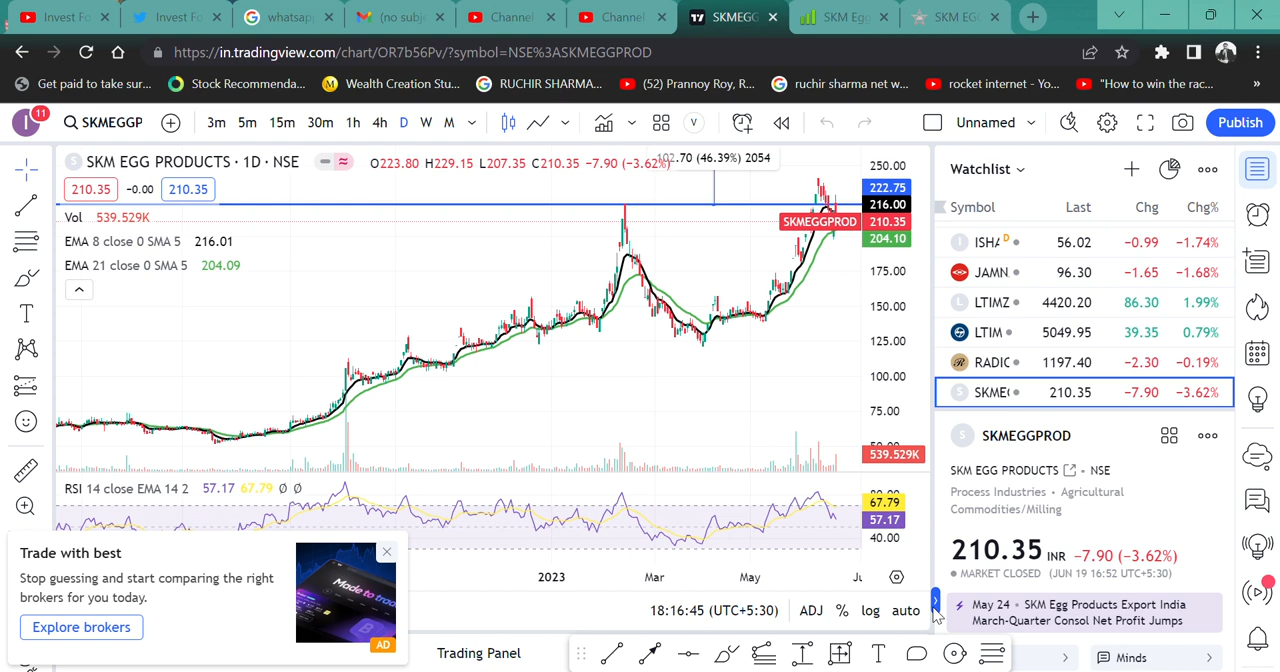 Invest Fo
Invest Fo
whatsap
(no subj
Channel
Channel
SKMEGG
SKM Egg
SKM EGG
https://in.tradingview.com/chart/OR7b56Pv/?symbol=NSE%3ASKMEGGPROD
Get paid to take sur...
Stock Recommenda...
Wealth Creation Stu...
RUCHIR SHARMA...
(52) Prannoy Roy, R...
ruchir sharma net w...
rocket internet - Yo...
"How to win the rac...
»
11
I
SKMEGGP
3m 5m 15m 30m 1h 4h D W M
V
Unnamed
Publish
S SKM EGG PRODUCTS · 1D · NSE
O223.80 H229.15 L207.35 C210.35 −7.90 (−3.62%)
102.70 (46.39%) 2054
210.35 −0.00 210.35
Vol 539.529K
EMA 8 close 0 SMA 5 216.01
EMA 21 close 0 SMA 5 204.09
250.00
222.75
216.00
SKMEGGPROD 210.35
204.10
175.00
150.00
125.00
100.00
75.00
50.00
539.529K
RSI 14 close EMA 14 2 57.17 67.79 Ø Ø
80.00
67.79
57.17
40.00
2023 Mar May Ju
18:16:45 (UTC+5:30) ADJ % log auto
Trading Panel
Trade with best
Stop guessing and start comparing the right
brokers for you today.
Explore brokers
Made to trad
AD
Watchlist
Symbol Last Chg Chg%
I ISHA D 56.02 −0.99 −1.74%
JAMN 96.30 −1.65 −1.68%
L LTIMZ 4420.20 86.30 1.99%
LTIM 5049.95 39.35 0.79%
R RADIC 1197.40 −2.30 −0.19%
S SKME 210.35 −7.90 −3.62%
S SKMEGGPROD
SKM EGG PRODUCTS • NSE
Process Industries • Agricultural
Commodities/Milling
210.35 INR −7.90 (−3.62%)
MARKET CLOSED (JUN 19 16:52 UTC+5:30)
May 24 • SKM Egg Products Export India
March-Quarter Consol Net Profit Jumps
Minds